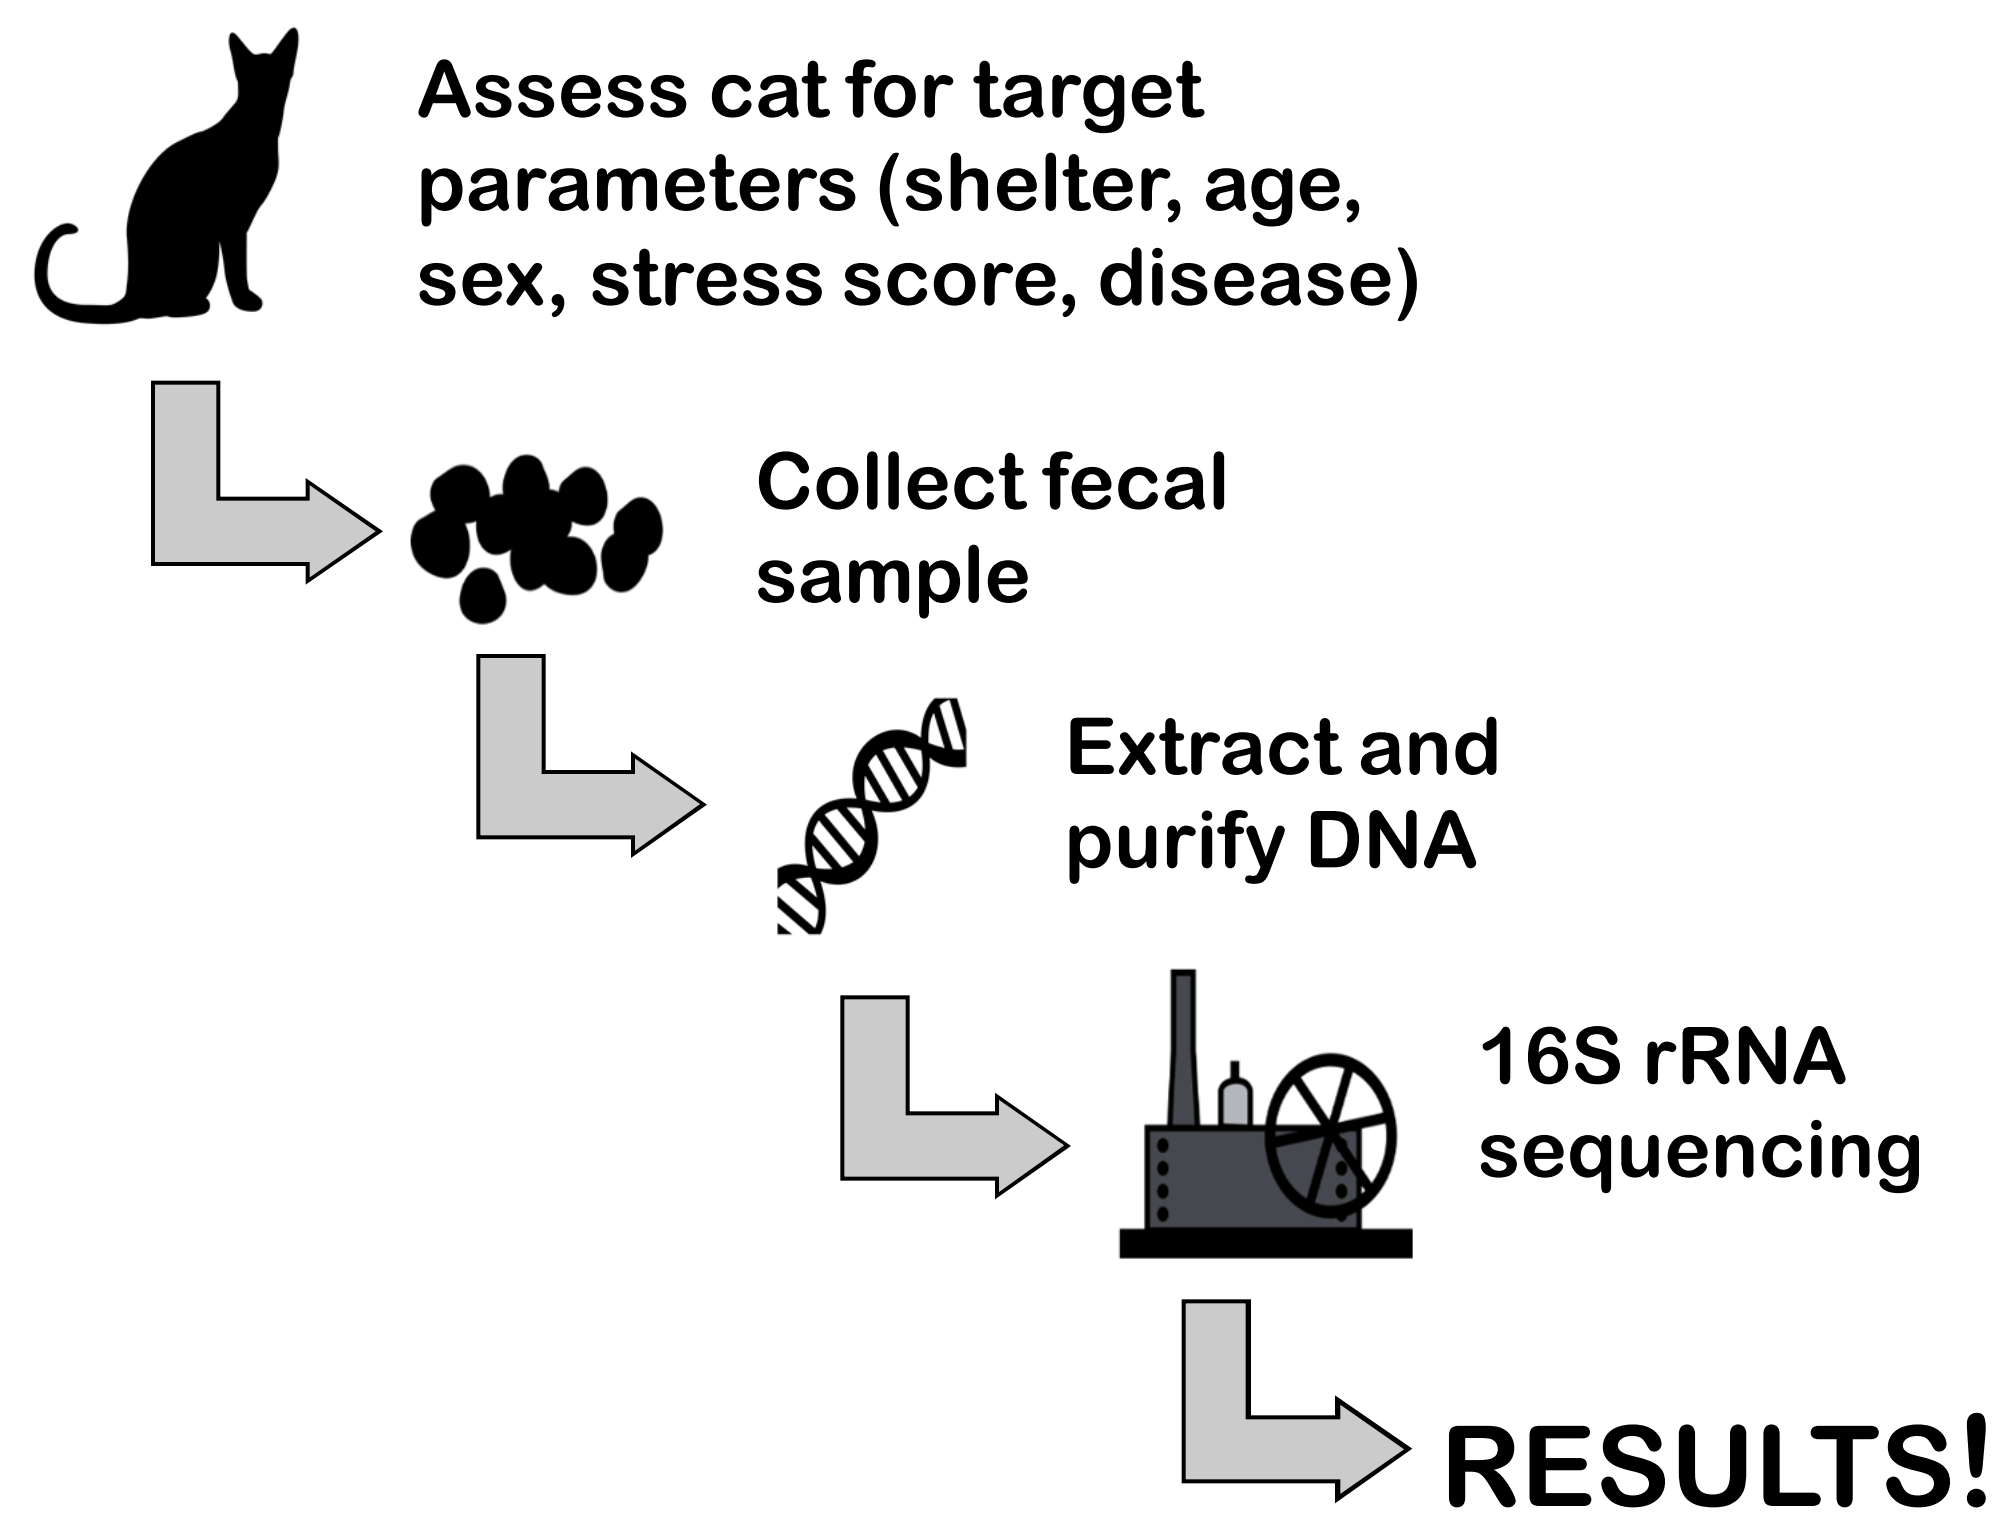 Assess cat for target
parameters (shelter, age,
sex, stress score, disease)
Collect fecal
sample
Extract and
purify DNA
16S rRNA
sequencing
RESULTS!